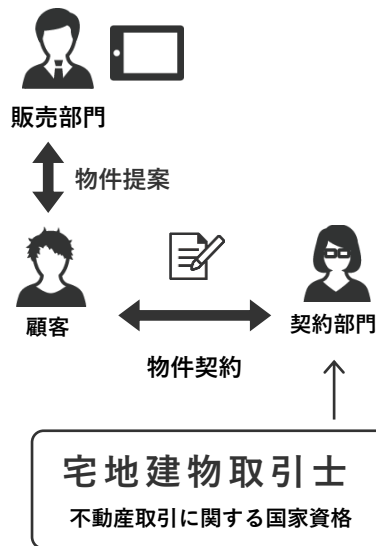 販売部門
物件提案
顧客
契約部門
物件契約
宅地建物取引士
不動産取引に関する国家資格